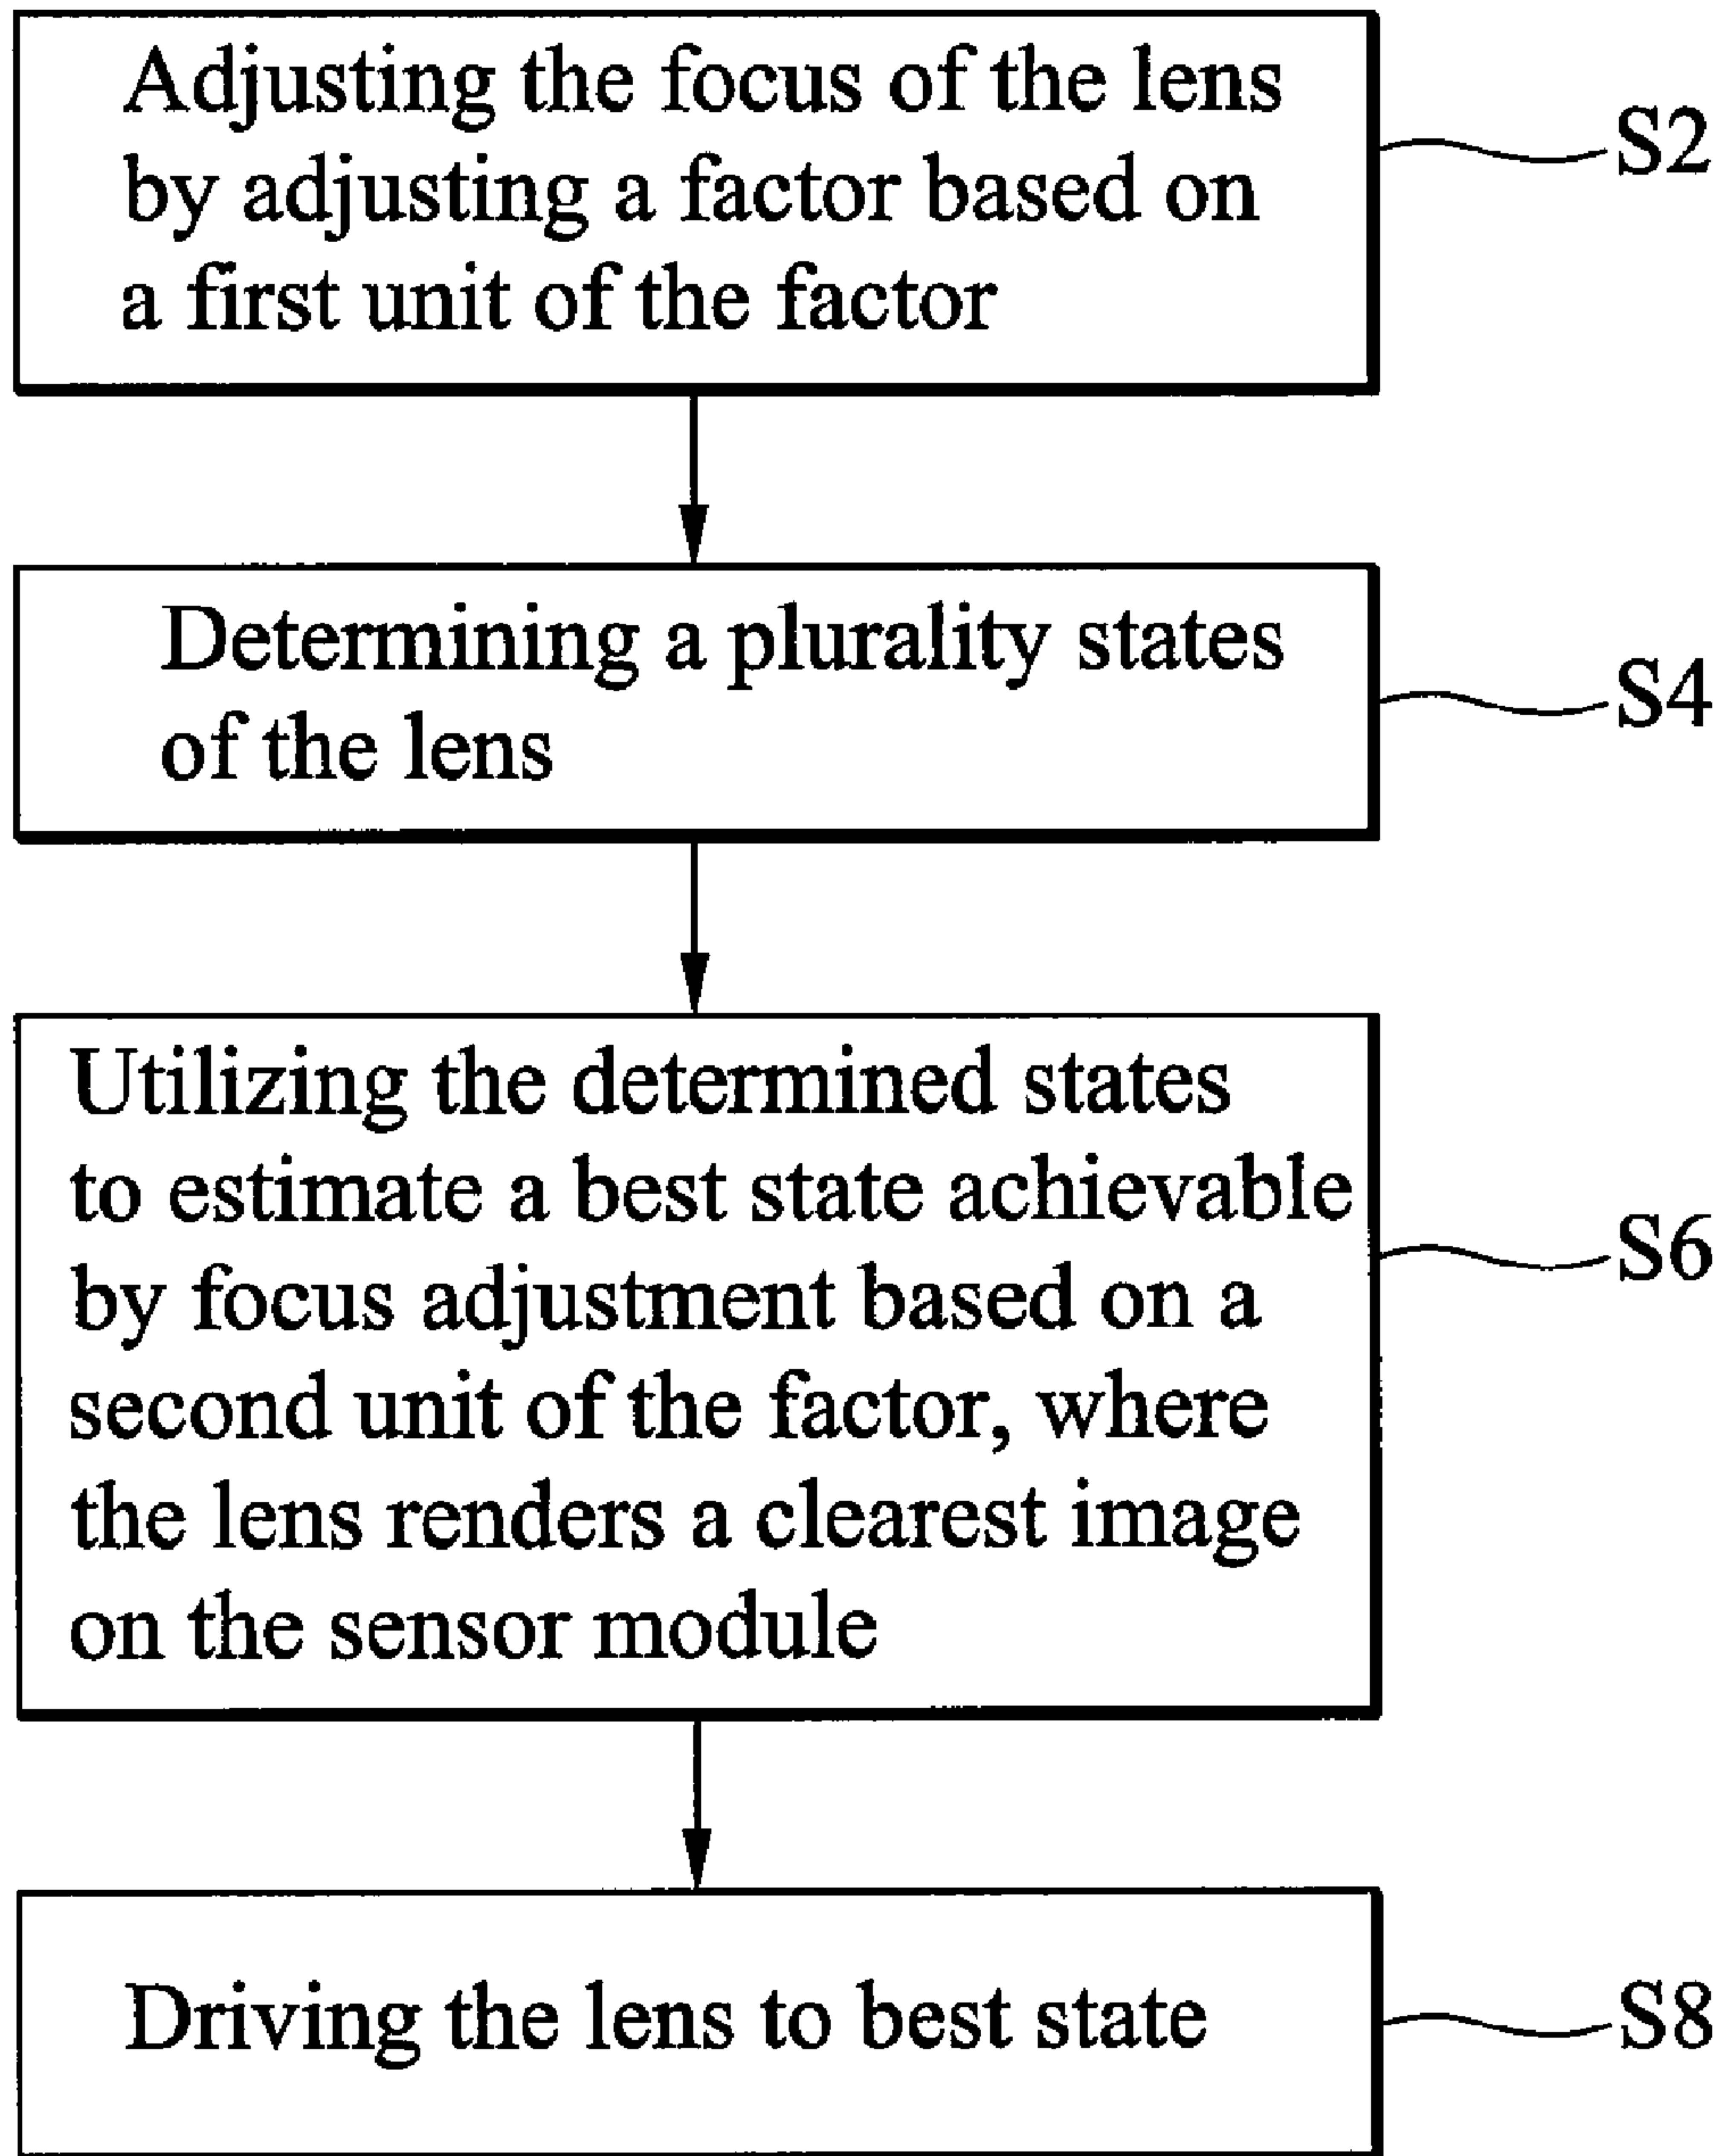 Adjusting the focus of the lens
by adjusting a factor based on
a first unit of the factor
S2
Determining a plurality states
of the lens
S4
Utilizing the determined states
to estimate a best state achievable
by focus adjustment based on a
second unit of the factor, where
the lens renders a clearest image
on the sensor module
S6
Driving the lens to best state
S8